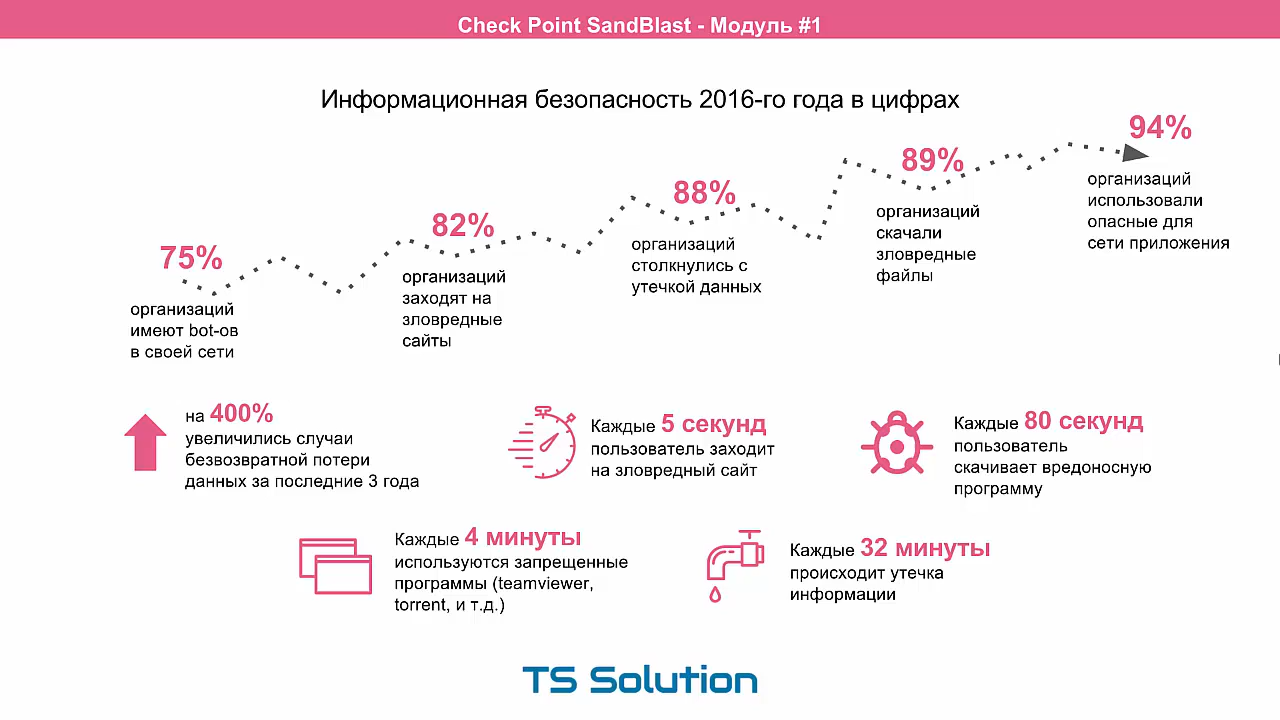 Check Point SandBlast - Модуль #1
Информационная безопасность 2016-го года в цифрах
75%
организаций
имеют bot-ов
в своей сети
82%
организаций
заходят на
зловредные
сайты
88%
организаций
столкнулись с
утечкой данных
89%
организаций
скачали
зловредные
файлы
94%
организаций
использовали
опасные для
сети приложения
на 400%
увеличились случаи
безвозвратной потери
данных за последние 3 года
Каждые 5 секунд
пользователь заходит
на зловредный сайт
Каждые 80 секунд
пользователь
скачивает вредоносную
программу
Каждые 4 минуты
используются запрещенные
программы (teamviewer,
torrent, и т.д.)
Каждые 32 минуты
происходит утечка
информации
TS Solution